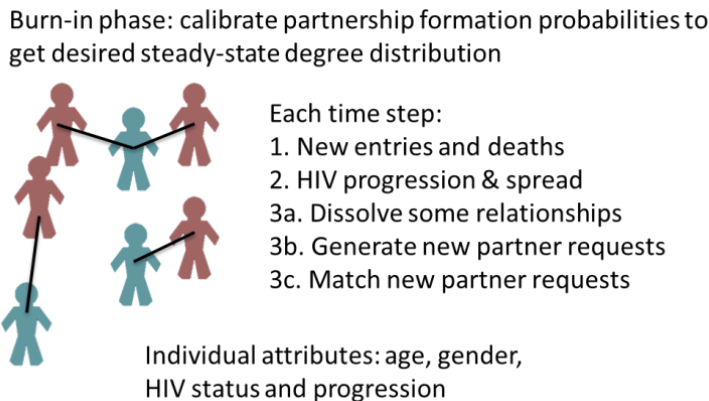 Burn-in phase: calibrate partnership formation probabilities to
get desired steady-state degree distribution
Each time step:
1. New entries and deaths
2. HIV progression & spread
3a. Dissolve some relationships
3b. Generate new partner requests
3c. Match new partner requests
Individual attributes: age, gender,
HIV status and progression